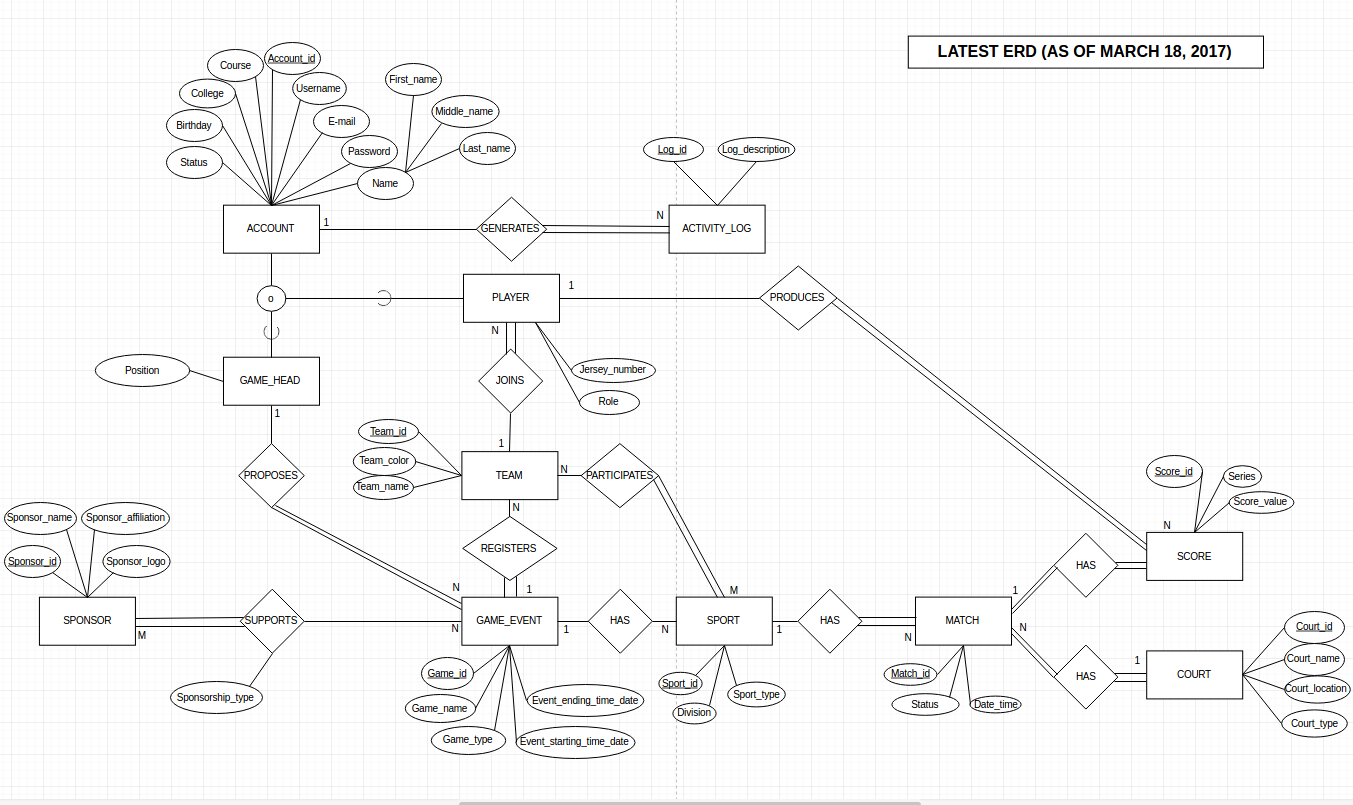 LATEST ERD (AS OF MARCH 18, 2017)
Course
Account_id
College
Username
First_name
Birthday
E-mail
Middle_name
Status
Password
Last_name
Name
Log_id
Log_description
ACCOUNT
1
GENERATES
N
ACTIVITY_LOG
o
PLAYER
1
PRODUCES
N
Position
GAME_HEAD
JOINS
Jersey_number
Role
1
1
Team_id
Team_color
Team_name
TEAM
N
PARTICIPATES
PROPOSES
Score_id
Series
Score_value
N
Sponsor_name
Sponsor_affiliation
N
REGISTERS
SCORE
HAS
Sponsor_id
Sponsor_logo
N
1
M
1
SPONSOR
M
SUPPORTS
N
GAME_EVENT
1
HAS
N
SPORT
1
HAS
N
MATCH
N
Court_id
Court_name
Court_location
Court_type
1
COURT
HAS
Sponsorship_type
Game_id
Game_name
Game_type
Event_ending_time_date
Event_starting_time_date
Sport_id
Division
Sport_type
Match_id
Status
Date_time